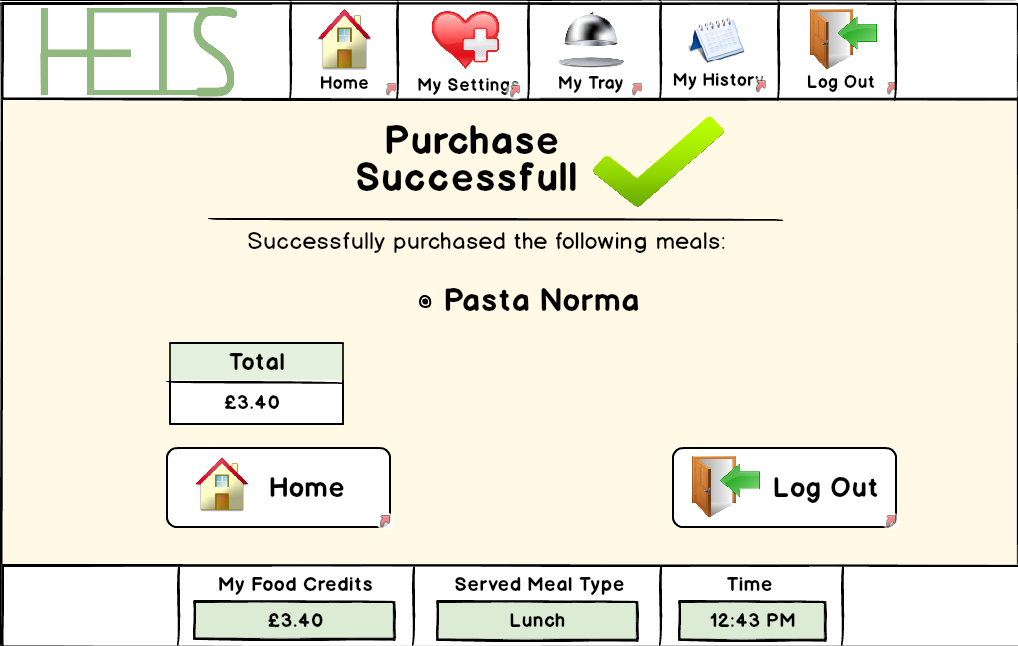 HETS
Home
My Settings
My Tray
My History
Log Out
Purchase
Successfull
Successfully purchased the following meals:
Pasta Norma
Total
£3.40
Home
Log Out
My Food Credits
£3.40
Served Meal Type
Lunch
Time
12:43 PM